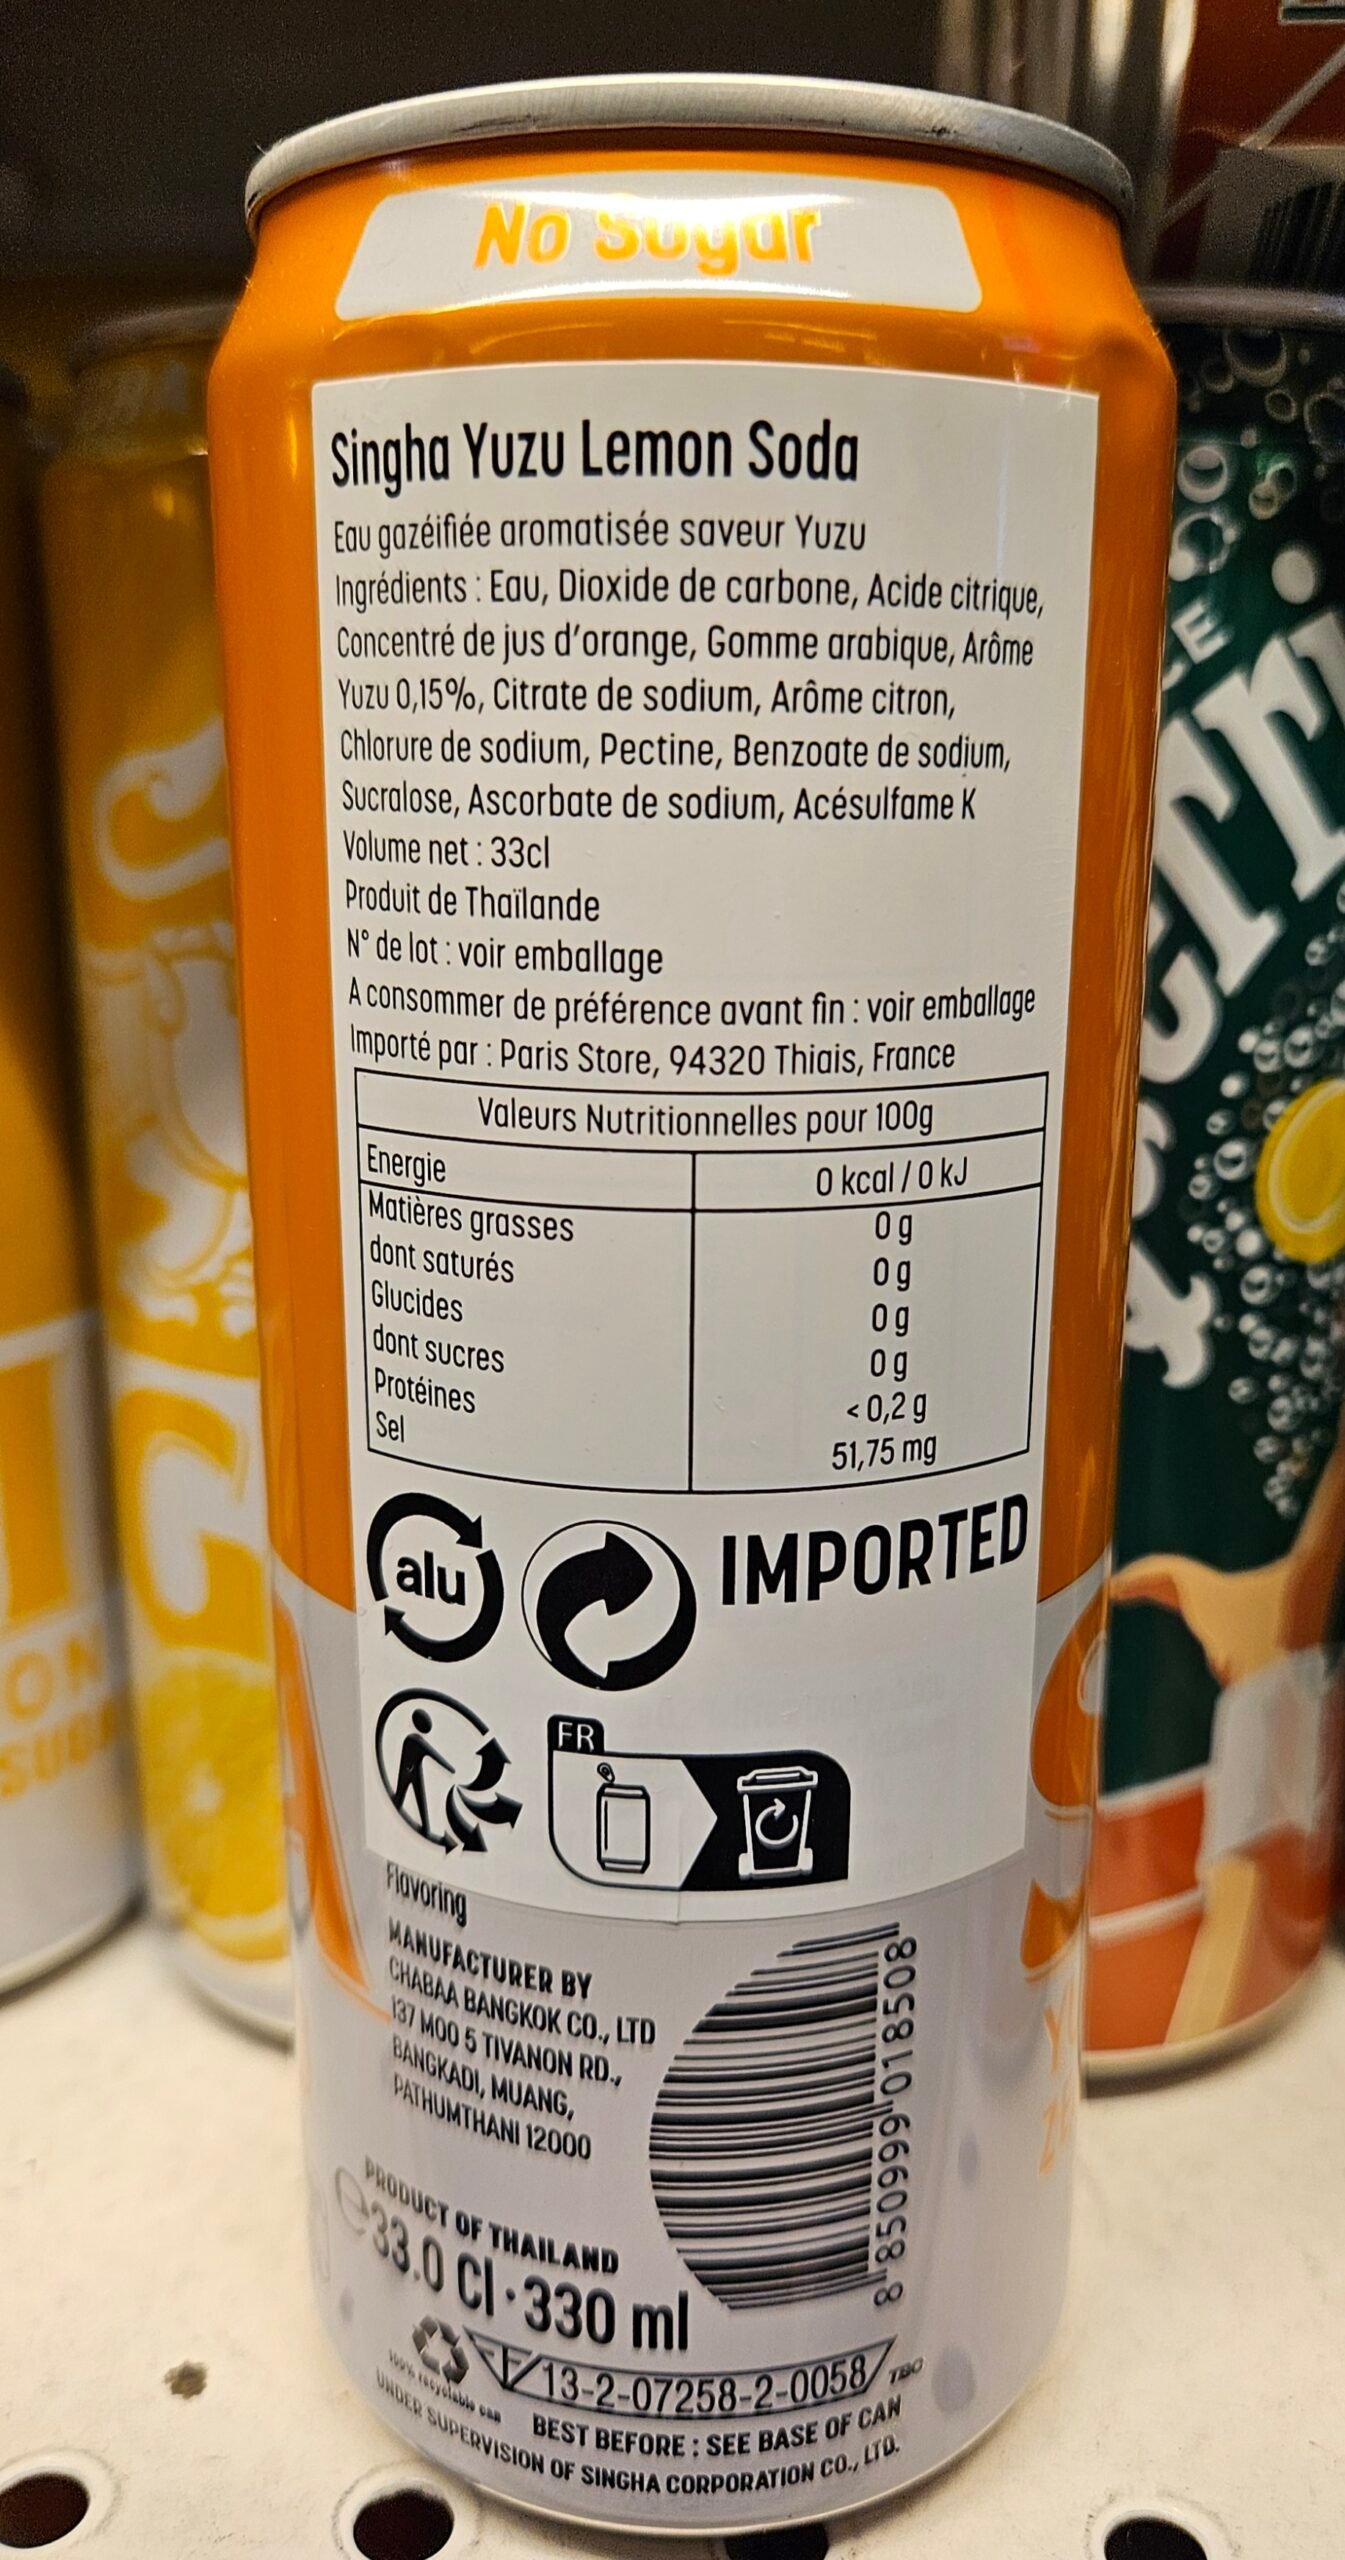 No Sugar
Singha Yuzu Lemon Soda
Eau gazéifiée aromatisée saveur Yuzu
Ingrédients : Eau, Dioxide de carbone, Acide citrique,
Concentré de jus d'orange, Gomme arabique, Arôme
Yuzu 0,15%, Citrate de sodium, Arôme citron,
Chlorure de sodium, Pectine, Benzoate de sodium,
Sucralose, Ascorbate de sodium, Acésulfame K
Volume net : 33cl
Produit de Thaïlande
N° de lot : voir emballage
A consommer de préférence avant fin : voir emballage
Importé par : Paris Store, 94320 Thiais, France
Valeurs Nutritionnelles pour 100g
Energie 0 kcal / 0 kJ
Matières grasses 0 g
dont saturés 0 g
Glucides 0 g
dont sucres 0 g
Protéines < 0,2 g
Sel 51,75 mg
alu
IMPORTED
FR
Flavoring
MANUFACTURER BY
CHABAA BANGKOK CO., LTD
137 MOO 5 TIVANON RD.,
BANGKADI, MUANG,
PATHUMTHANI 12000
8 850999 018508
PRODUCT OF THAILAND
e33.0 Cl · 330 ml
100% recyclable can
13-2-07258-2-0058
TBC
BEST BEFORE : SEE BASE OF CAN
UNDER SUPERVISION OF SINGHA CORPORATION CO., LTD.